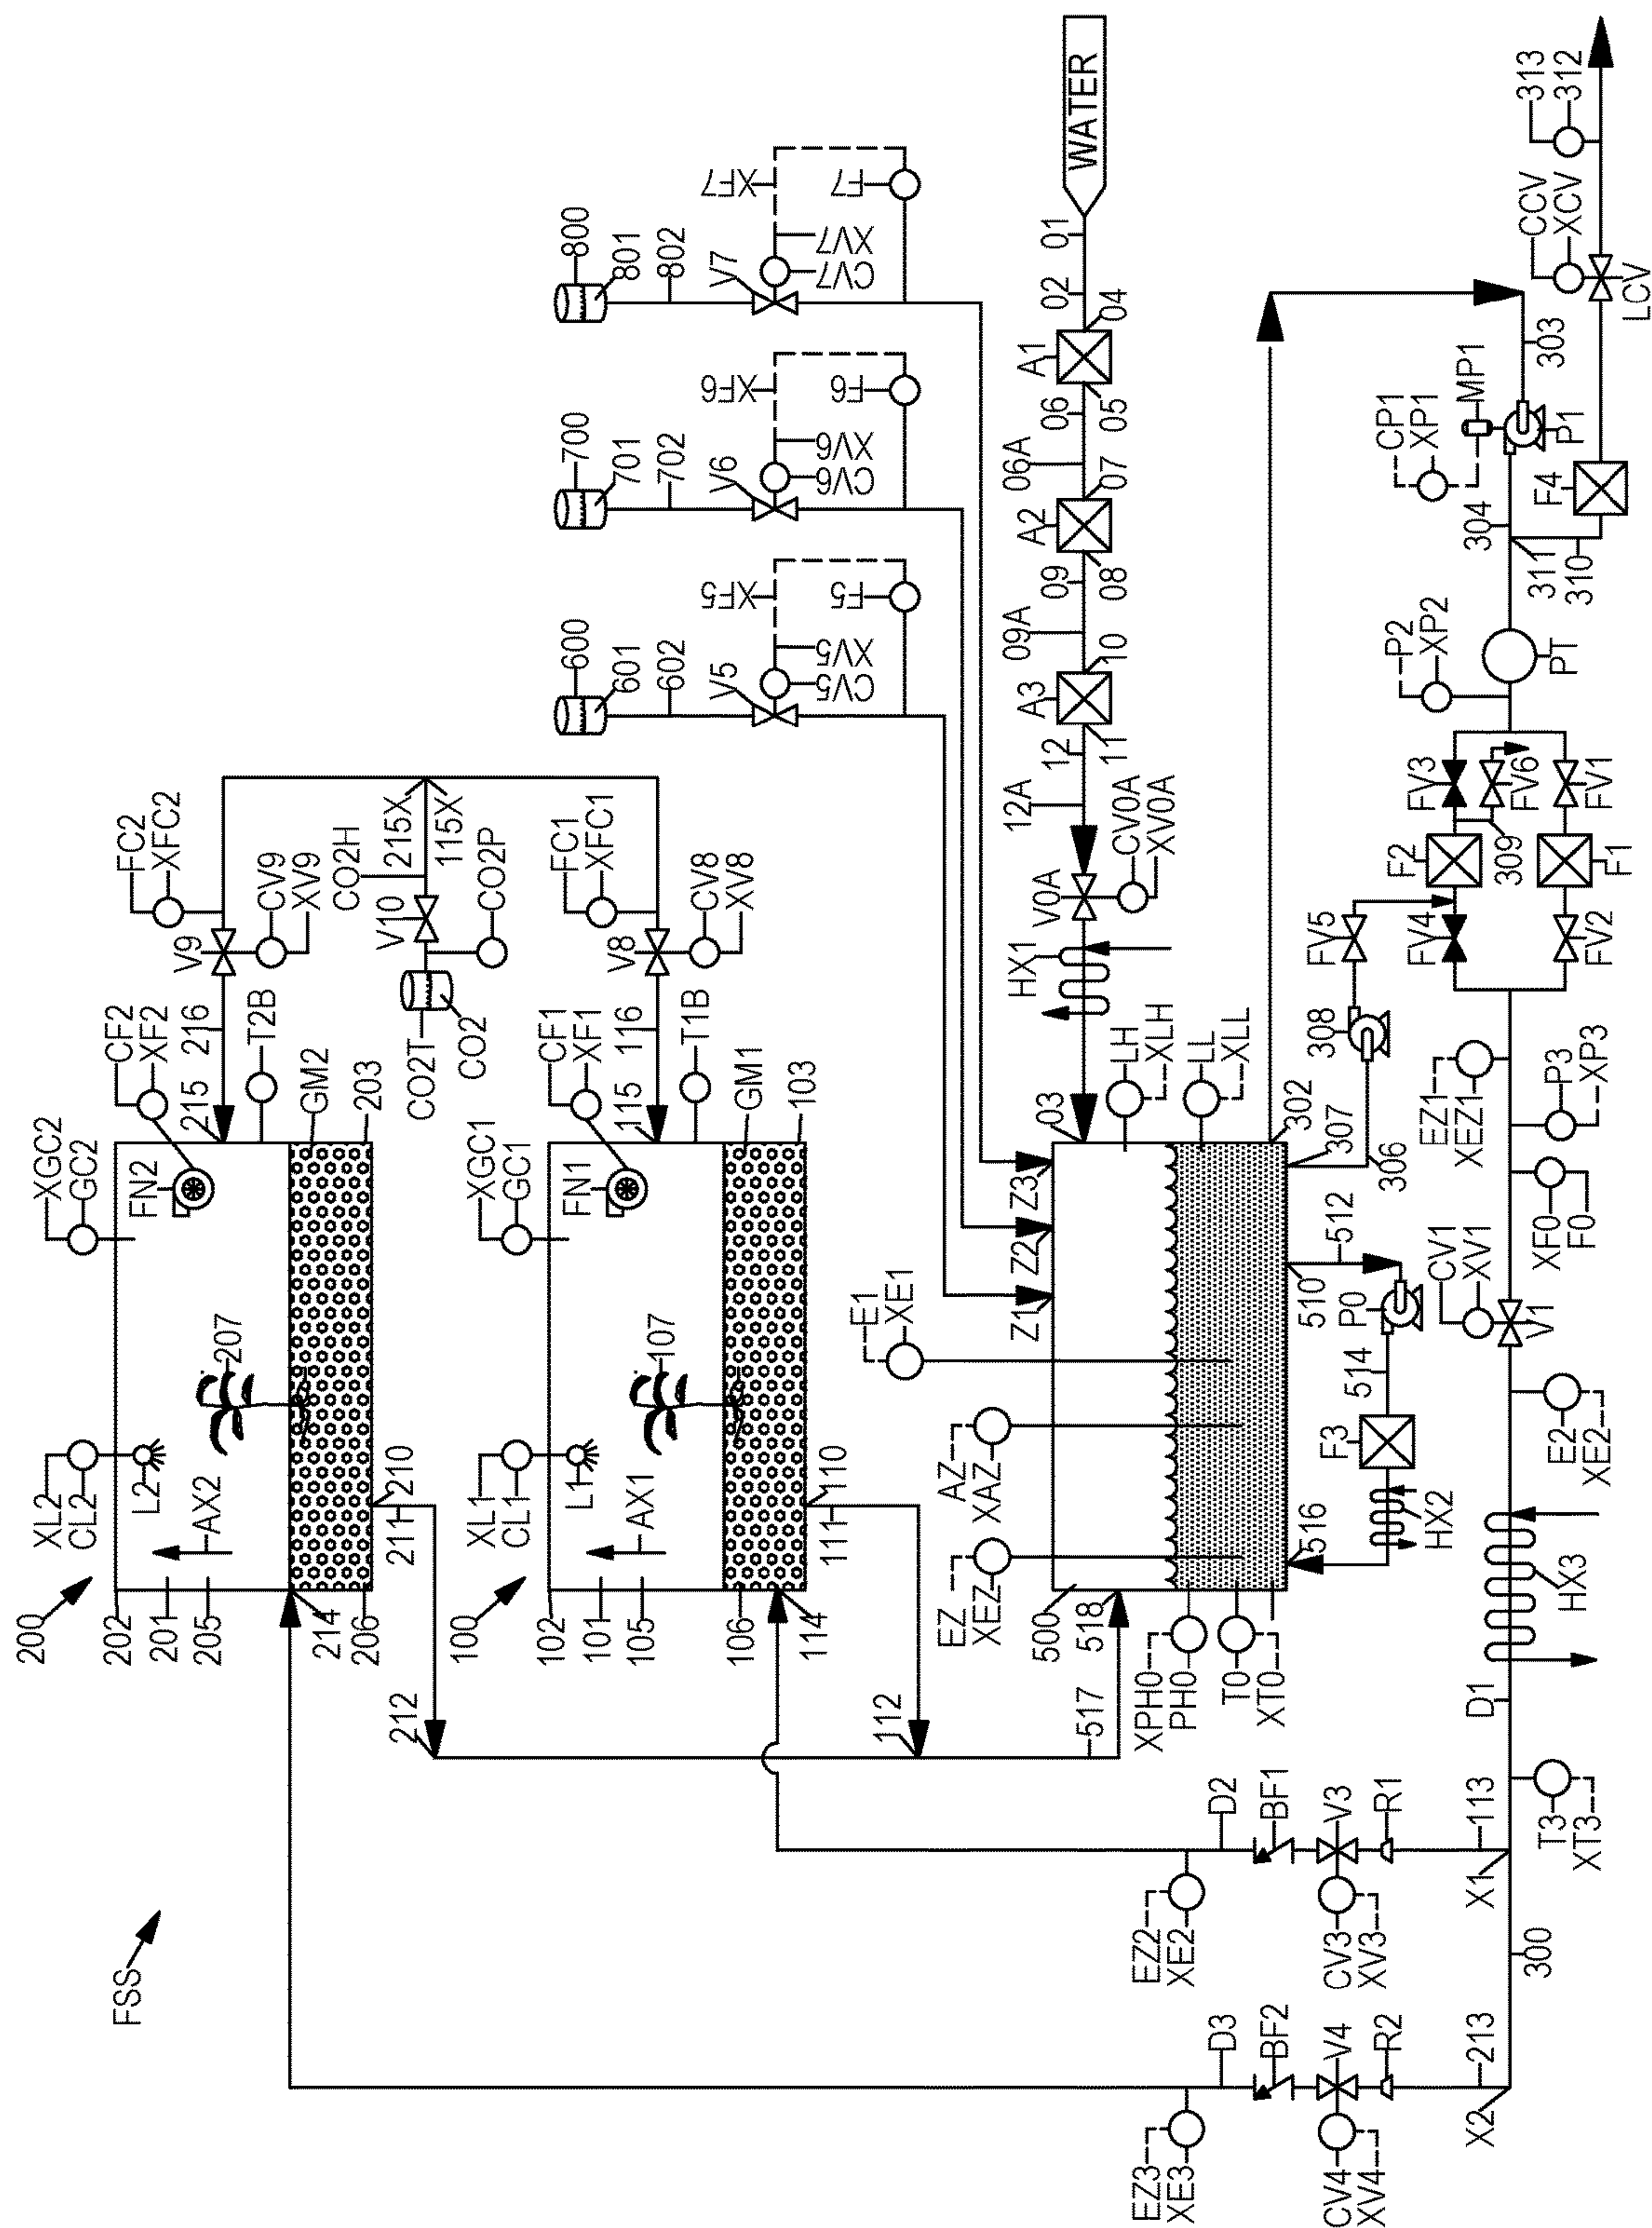 FSS
200
202
201
205
214
206
XL2
CL2
L2
AX2
207
210
211
212
XGC2
GC2
FN2
CF2
XF2
215
216
T2B
GM2
203
V9
FC2
XFC2
CV9
XV9
CO2H
215X
115X
V10
CO2P
CO2T
CO2
100
102
101
105
106
114
XL1
CL1
L1
AX1
107
110
111
112
XGC1
GC1
FN1
CF1
XF1
115
116
T1B
GM1
103
V8
FC1
XFC1
CV8
XV8
600
601
602
V5
CV5
XV5
XF5
F5
700
701
702
V6
CV6
XV6
XF6
F6
800
801
802
V7
CV7
XV7
XF7
F7
WATER
01
02
04
A1
05
06
06A
07
A2
08
09
09A
10
A3
11
12
12A
V0A
CV0A
XV0A
HX1
03
Z3
Z2
Z1
E1
XE1
AZ
XAZ
EZ
XEZ
500
518
517
XPH0
PH0
T0
XT0
LH
XLH
LL
XLL
302
307
306
308
FV5
512
510
P0
514
F3
HX2
516
303
MP1
CP1
XP1
P1
304
311
310
F4
LCV
CCV
XCV
313
312
PT
P2
XP2
FV3
FV6
FV1
F2
309
F1
FV4
FV2
EZ1
XEZ1
P3
XP3
XF0
F0
CV1
XV1
V1
E2
XE2
HX3
D1
T3
XT3
X1
113
R1
V3
CV3
XV3
BF1
D2
EZ2
XE2
300
X2
213
R2
V4
CV4
XV4
BF2
D3
EZ3
XE3